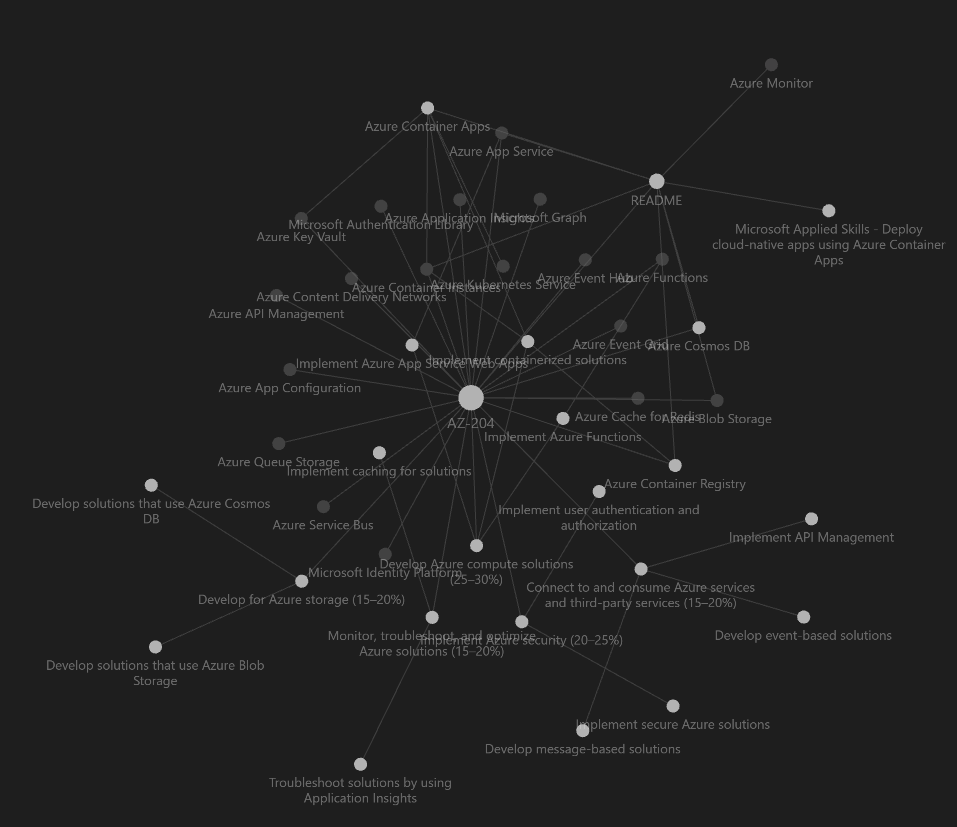 Azure Monitor
Azure Container Apps
Azure App Service
README
Microsoft Authentication Library
Azure Application Insights
Microsoft Graph
Azure Key Vault
Microsoft Applied Skills - Deploy
cloud-native apps using Azure Container
Apps
Azure Container Instances
Azure Kubernetes Service
Azure Event Hub
Azure Functions
Azure Content Delivery Networks
Azure API Management
Azure Event Grid
Azure Cosmos DB
Implement Azure App Service Web Apps
Implement containerized solutions
Azure App Configuration
AZ-204
Azure Cache for Redis
Azure Blob Storage
Implement Azure Functions
Azure Queue Storage
Implement caching for solutions
Azure Container Registry
Develop solutions that use Azure Cosmos
DB
Implement user authentication and
authorization
Azure Service Bus
Implement API Management
Microsoft Identity Platform
Develop Azure compute solutions
(25–30%)
Connect to and consume Azure services
and third-party services (15–20%)
Develop for Azure storage (15–20%)
Monitor, troubleshoot, and optimize
Azure solutions (15–20%)
Implement Azure security (20–25%)
Develop event-based solutions
Develop solutions that use Azure Blob
Storage
Implement secure Azure solutions
Develop message-based solutions
Troubleshoot solutions by using
Application Insights